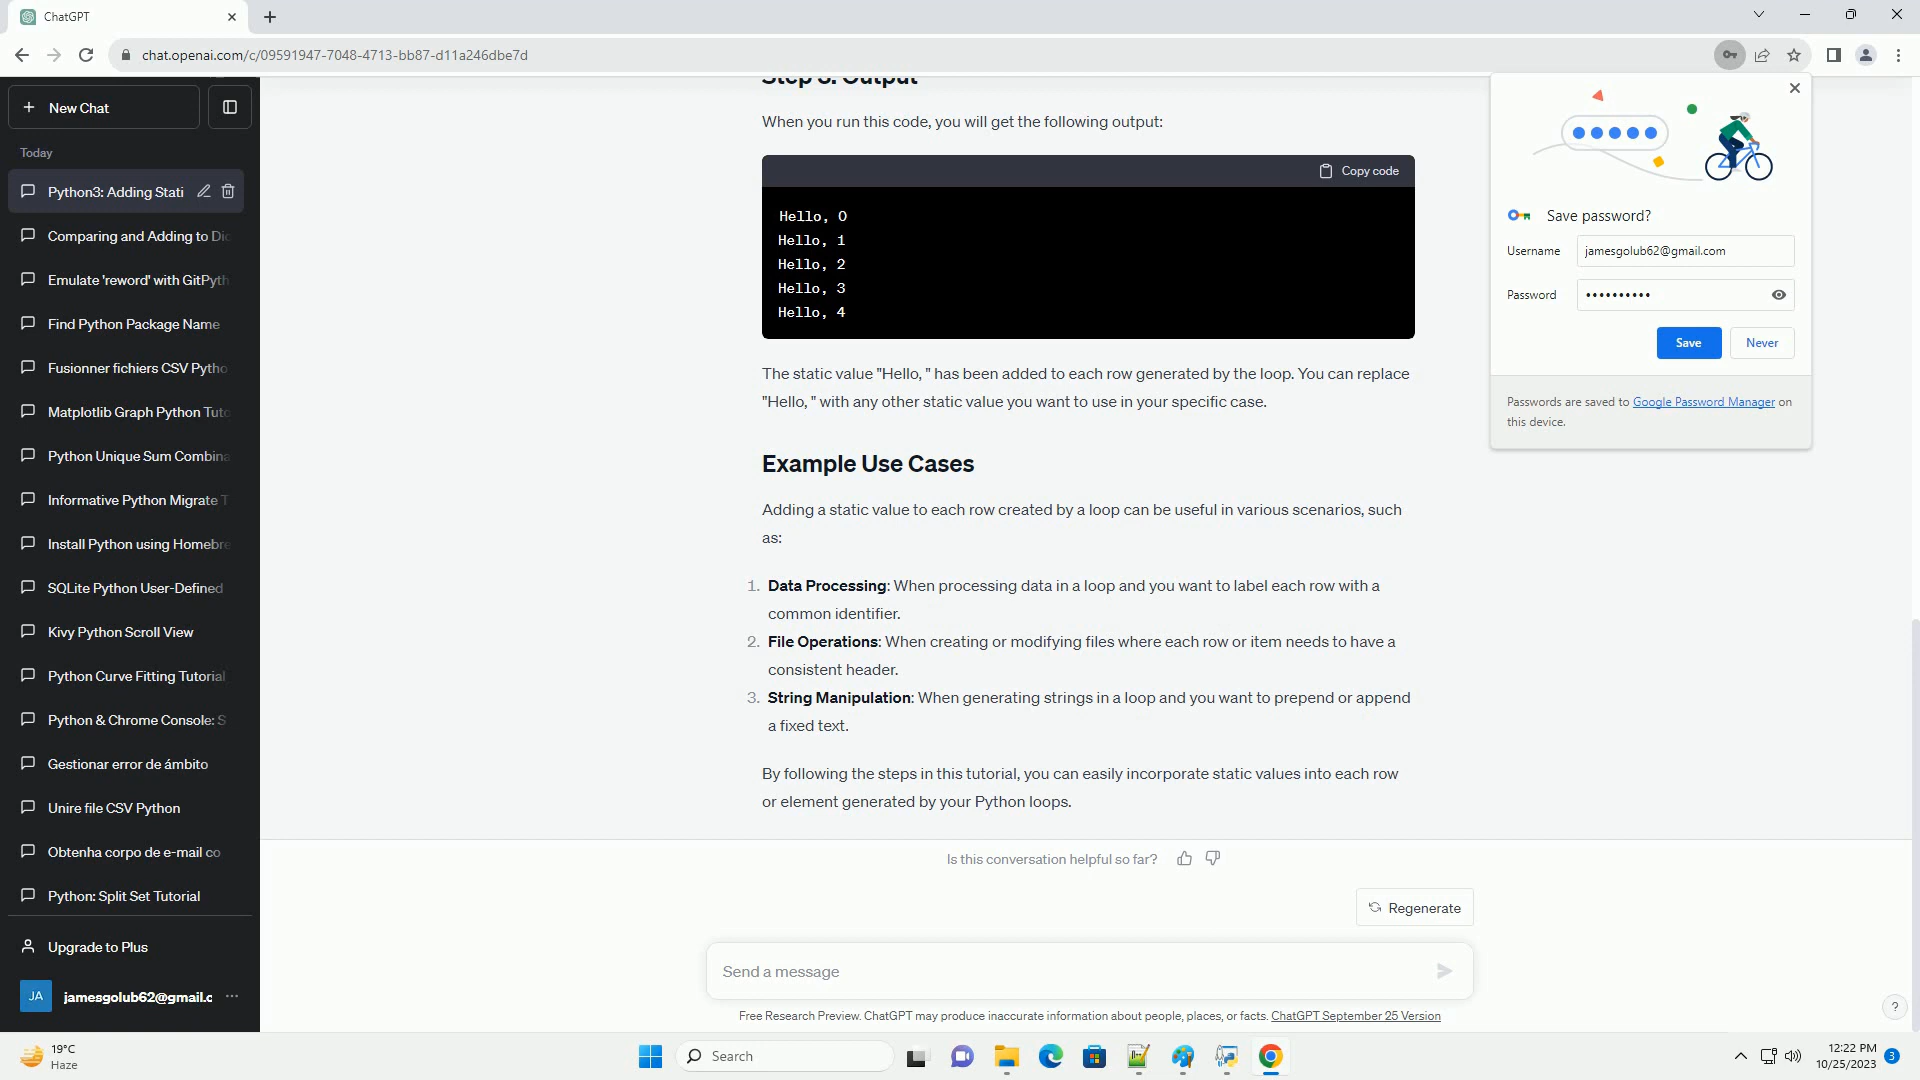 ChatGPT
chat.openai.com/c/09591947-7048-4713-bb87-d11a246dbe7d
New Chat
Today
Python3: Adding Stati
Comparing and Adding to Di
Emulate 'reword' with GitPyth
Find Python Package Name
Fusionner fichiers CSV Pytho
Matplotlib Graph Python Tuto
Python Unique Sum Combina
Informative Python Migrate T
Install Python using Homebre
SQLite Python User-Defined
Kivy Python Scroll View
Python Curve Fitting Tutorial
Python & Chrome Console: S
Gestionar error de ámbito
Unire file CSV Python
Obtenha corpo de e-mail co
Python: Split Set Tutorial
Upgrade to Plus
JA
jamesgolub62@gmail.c
Step 3: Output
When you run this code, you will get the following output:
Copy code
Hello, 0
Hello, 1
Hello, 2
Hello, 3
Hello, 4
The static value "Hello, " has been added to each row generated by the loop. You can replace
"Hello, " with any other static value you want to use in your specific case.
Example Use Cases
Adding a static value to each row created by a loop can be useful in various scenarios, such
as:
1. Data Processing: When processing data in a loop and you want to label each row with a
common identifier.
2. File Operations: When creating or modifying files where each row or item needs to have a
consistent header.
3. String Manipulation: When generating strings in a loop and you want to prepend or append
a fixed text.
By following the steps in this tutorial, you can easily incorporate static values into each row
or element generated by your Python loops.
Is this conversation helpful so far?
Regenerate
Send a message
Free Research Preview. ChatGPT may produce inaccurate information about people, places, or facts. ChatGPT September 25 Version
?
Save password?
Username jamesgolub62@gmail.com
Password ••••••••••
Save Never
Passwords are saved to Google Password Manager on
this device.
19°C
Haze
Search
12:22 PM
10/25/2023
3